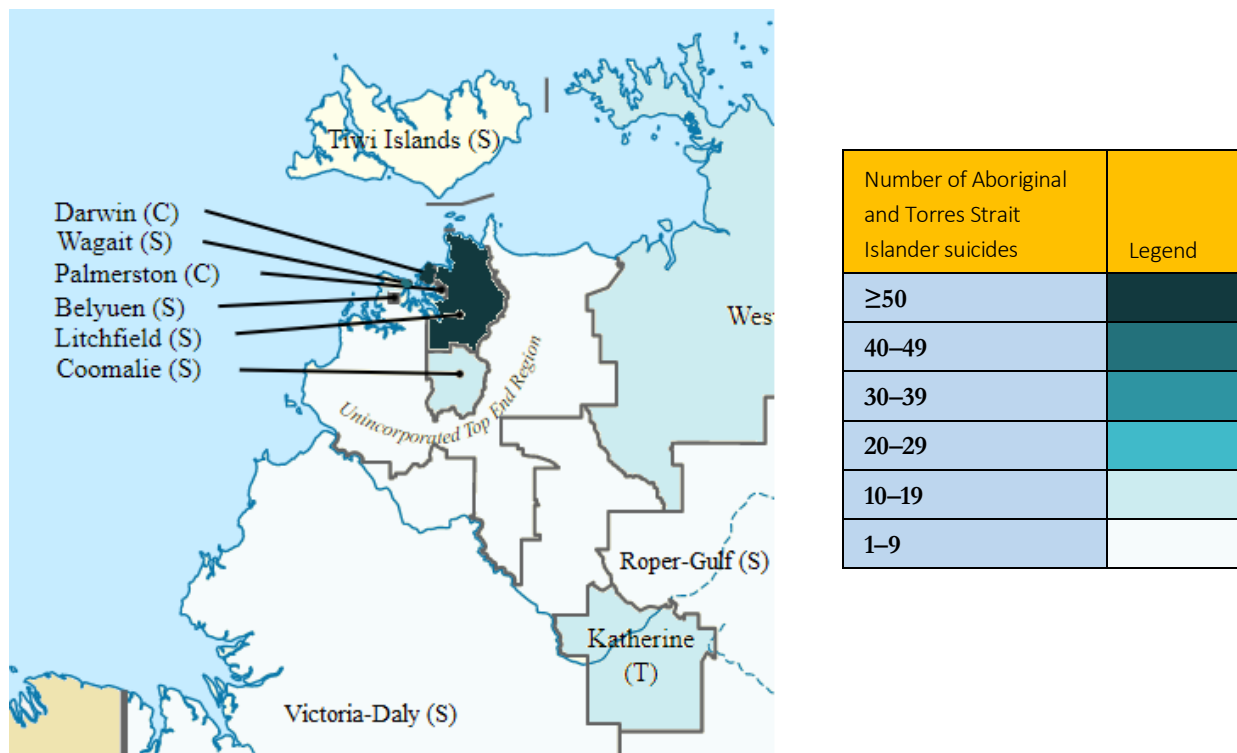 Tiwi Islands (S)
Darwin (C)
Wagait (S)
Palmerston (C)
Belyuen (S)
Litchfield (S)
Coomalie (S)
Unincorporated Top End Region
Wes
Roper-Gulf (S)
Katherine
(T)
Victoria-Daly (S)
Number of Aboriginal
and Torres Strait
Islander suicides
Legend
≥50
40–49
30–39
20–29
10–19
1–9